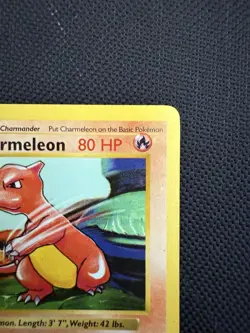 Charmander Put Charmeleon on the Basic Pokémon
rmeleon 80 HP
mon. Length: 3' 7", Weight: 42 lbs.